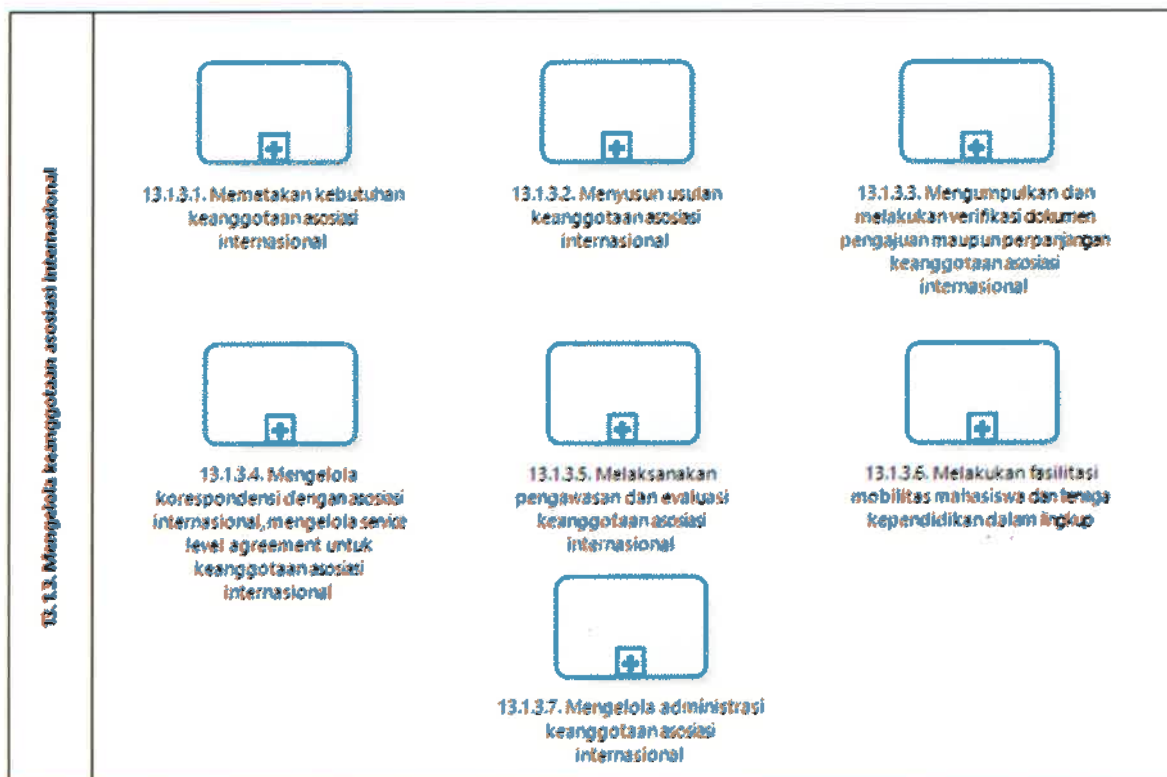 13.1.3. Mengelola keanggotaan asosiasi internasional
13.1.3.1. Memetakan kebutuhan
keanggotaan asosiasi
internasional
13.1.3.2. Menyusun usulan
keanggotaan asosiasi
internasional
13.1.3.3. Mengumpulkan dan
melakukan verifikasi dokumen
pengajuan maupun perpanjangan
keanggotaan asosiasi
internasional
13.1.3.4. Mengelola
korespondensi dengan asosiasi
internasional, mengelola service
level agreement untuk
keanggotaan asosiasi
internasional
13.1.3.5. Melaksanakan
pengawasan dan evaluasi
keanggotaan asosiasi
internasional
13.1.3.6. Melakukan fasilitasi
mobilitas mahasiswa dan tenaga
kependidikan dalam lingkup
13.1.3.7. Mengelola administrasi
keanggotaan asosiasi
internasional